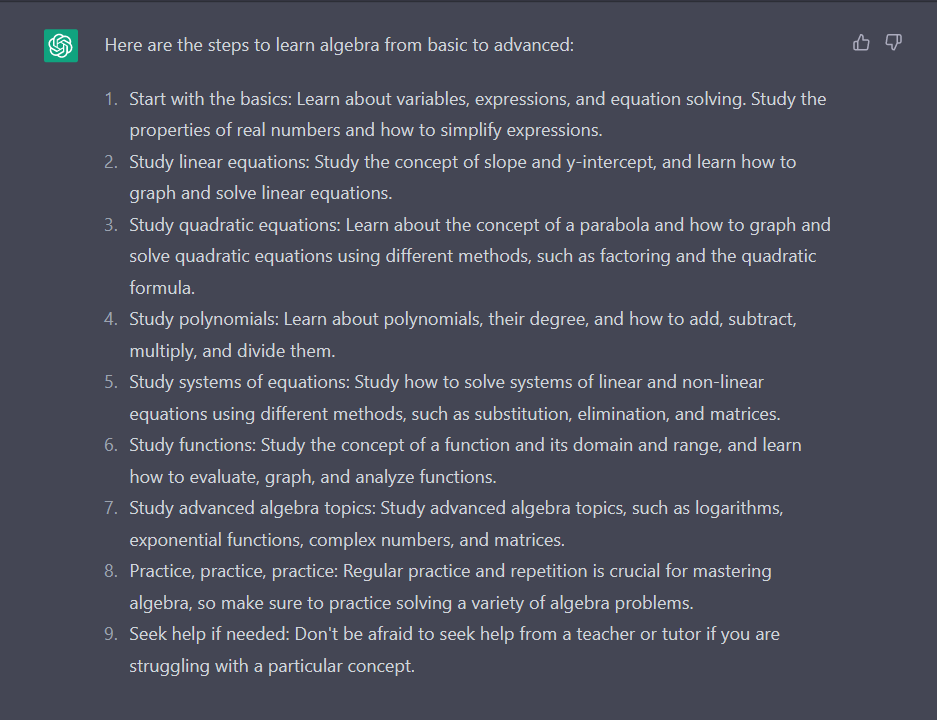 Here are the steps to learn algebra from basic to advanced:
1. Start with the basics: Learn about variables, expressions, and equation solving. Study the
properties of real numbers and how to simplify expressions.
2. Study linear equations: Study the concept of slope and y-intercept, and learn how to
graph and solve linear equations.
3. Study quadratic equations: Learn about the concept of a parabola and how to graph and
solve quadratic equations using different methods, such as factoring and the quadratic
formula.
4. Study polynomials: Learn about polynomials, their degree, and how to add, subtract,
multiply, and divide them.
5. Study systems of equations: Study how to solve systems of linear and non-linear
equations using different methods, such as substitution, elimination, and matrices.
6. Study functions: Study the concept of a function and its domain and range, and learn
how to evaluate, graph, and analyze functions.
7. Study advanced algebra topics: Study advanced algebra topics, such as logarithms,
exponential functions, complex numbers, and matrices.
8. Practice, practice, practice: Regular practice and repetition is crucial for mastering
algebra, so make sure to practice solving a variety of algebra problems.
9. Seek help if needed: Don't be afraid to seek help from a teacher or tutor if you are
struggling with a particular concept.